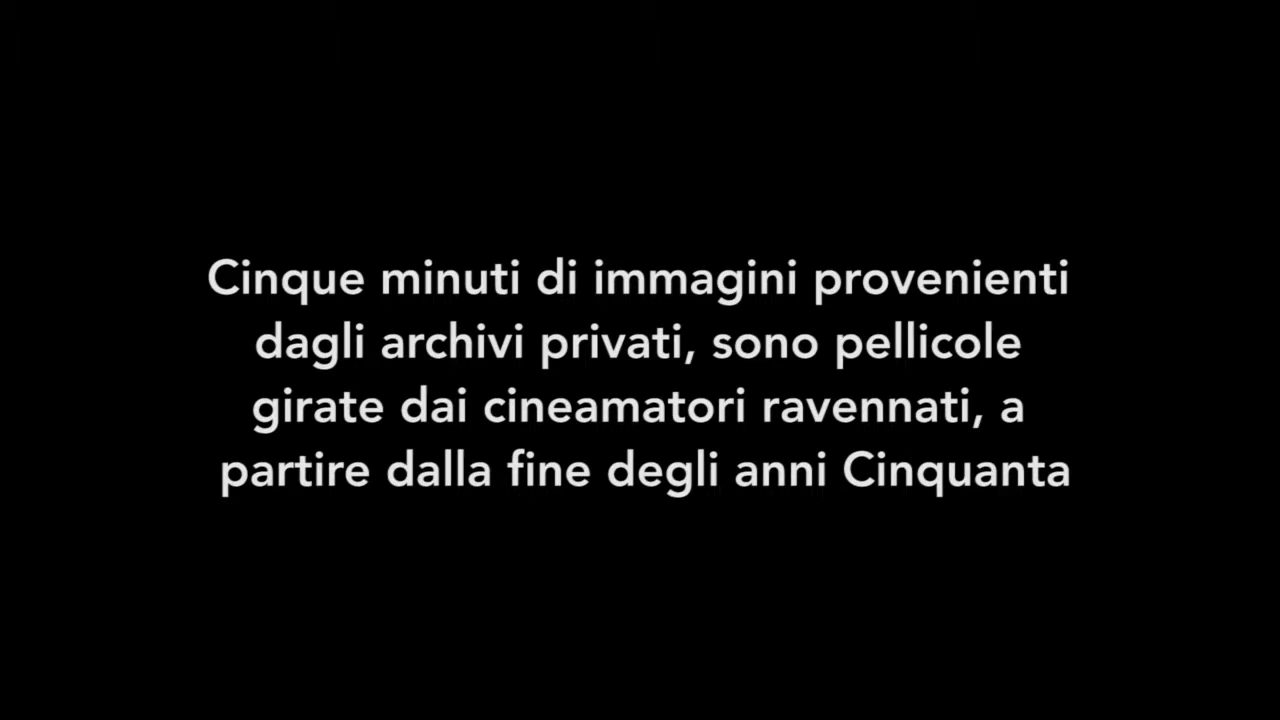 Cinque minuti di immagini provenienti
dagli archivi privati, sono pellicole
girate dai cineamatori ravennati, a
partire dalla fine degli anni Cinquanta